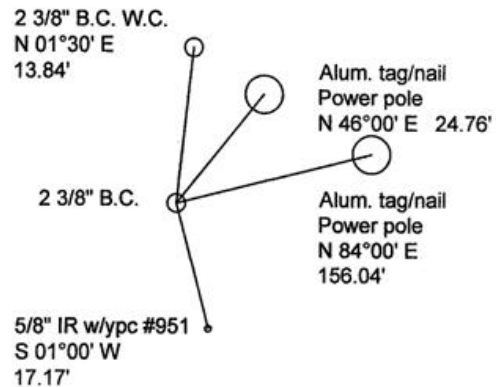 2 3/8" B.C. W.C.
N 01°30' E
13.84'
Alum. tag/nail
Power pole
N 46°00' E 24.76'
2 3/8" B.C.
Alum. tag/nail
Power pole
N 84°00' E
156.04'
5/8" IR w/ypc #951
S 01°00' W
17.17'